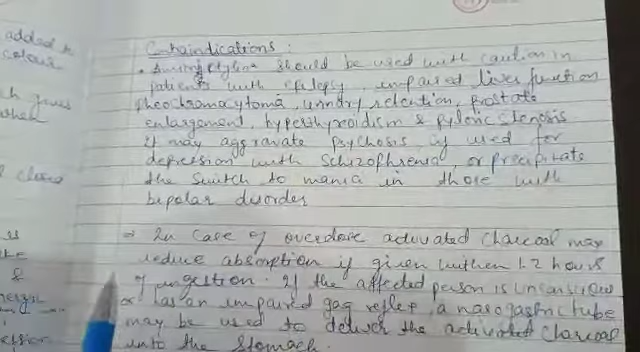 added to
colour
Contraindications :
• Amitriptyline should be used with caution in
patients with epilepsy, impaired liver function
pheochromocytoma, urinary retention, prostate
enlargement, hyperthyroidism & pyloric stenosis
It may aggravate psychosis if used for
depression with schizophrenia, or precipitate
the switch to mania in those with
bipolar disorder
→ In case of overdose activated charcoal may
reduce absorption if given within 1-2 hours
of ingestion. If the affected person is unconscious
or has an impaired gag reflex, a nasogastric tube
may be used to deliver the activated charcoal
into the stomach.